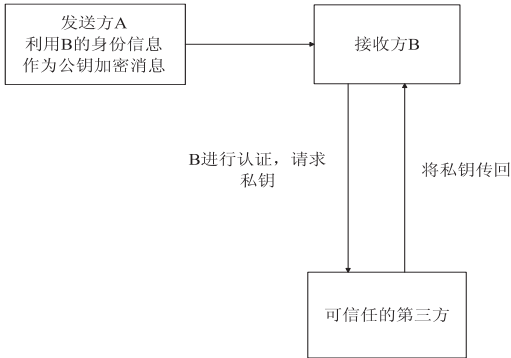 发送方A
利用B的身份信息
作为公钥加密消息
接收方B
B进行认证，请求
私钥
将私钥传回
可信任的第三方